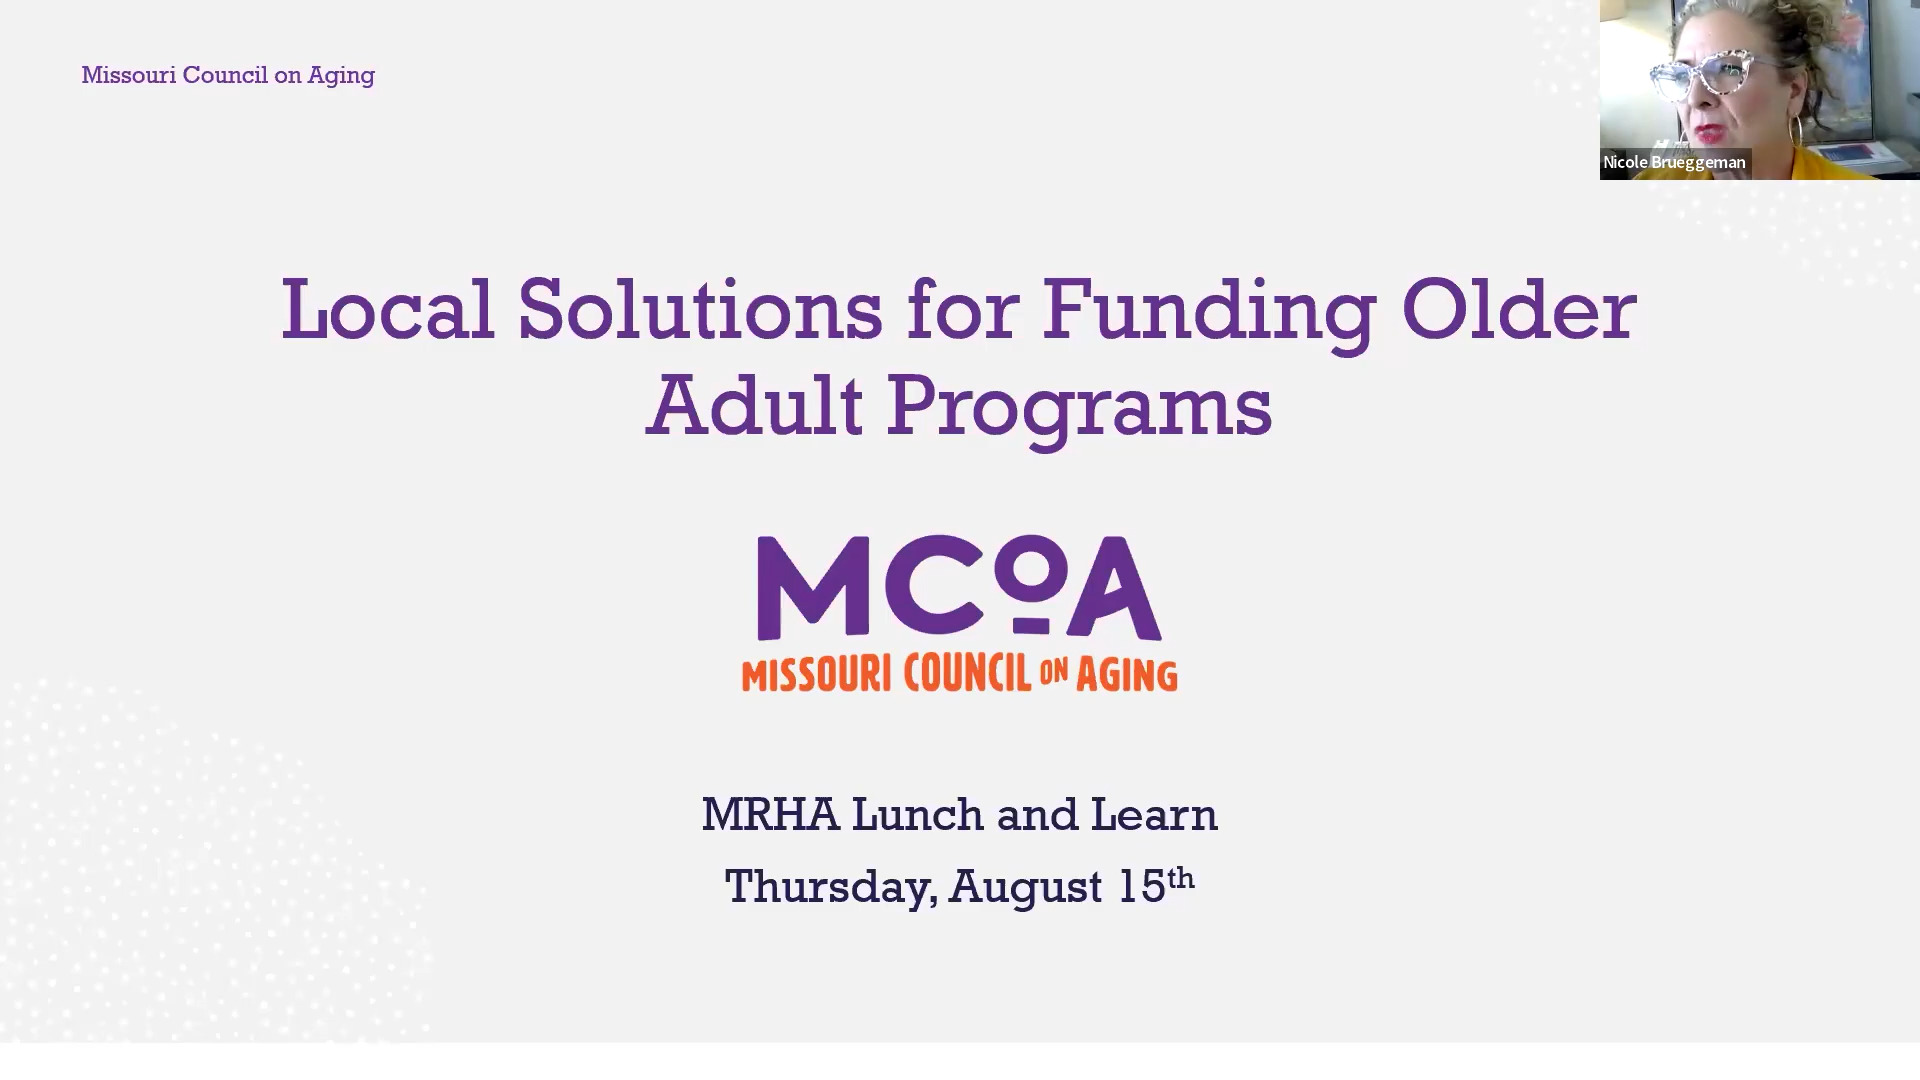 Missouri Council on Aging
Nicole Brueggeman
Local Solutions for Funding Older
Adult Programs
MCOA
MISSOURI COUNCIL ON AGING
MRHA Lunch and Learn
Thursday, August 15th